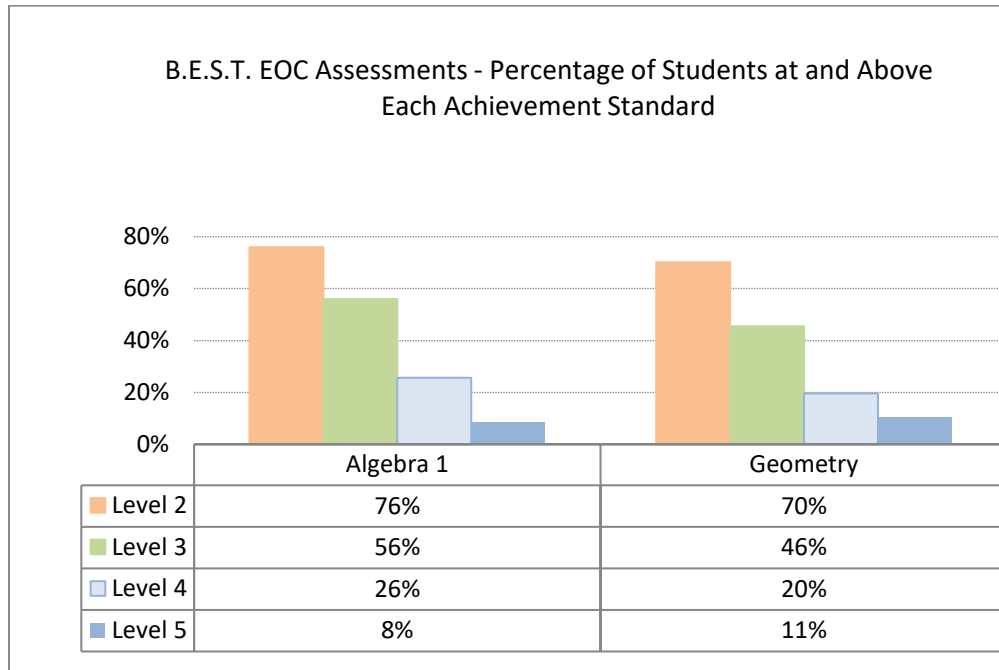 B.E.S.T. EOC Assessments - Percentage of Students at and Above
Each Achievement Standard
80%
60%
40%
20%
0%
Algebra 1 Geometry
Level 2 76% 70%
Level 3 56% 46%
Level 4 26% 20%
Level 5 8% 11%